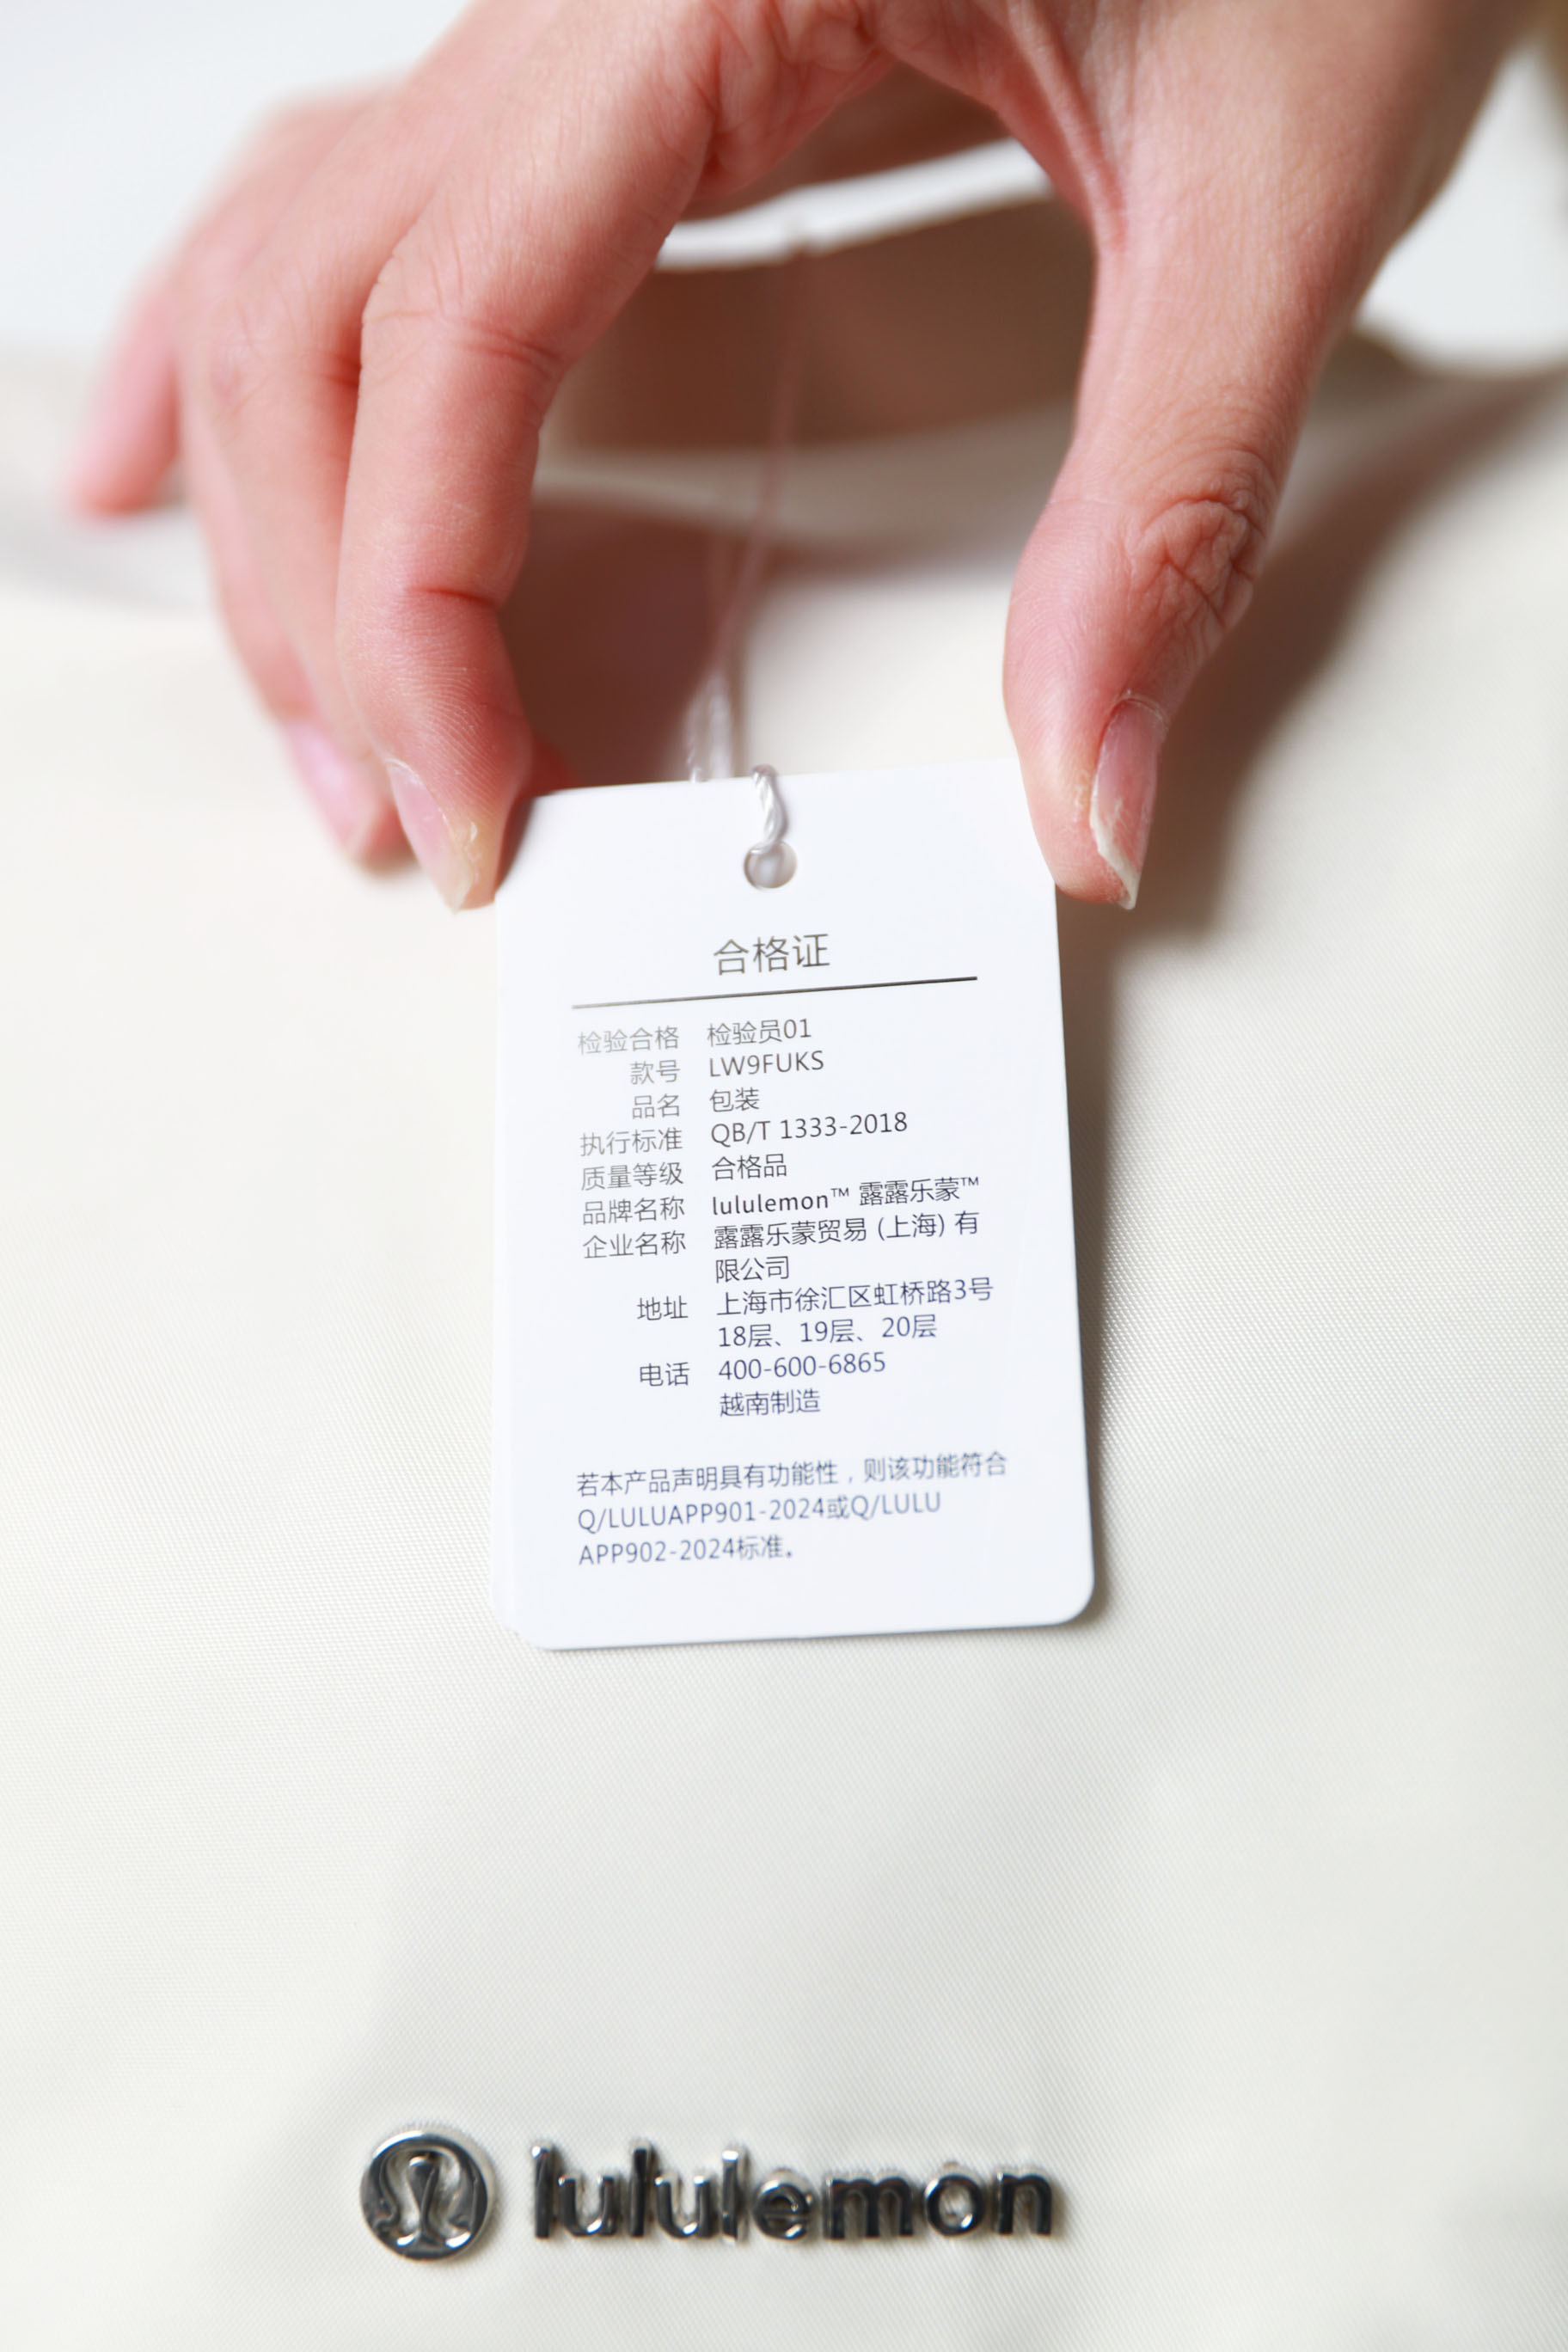 合格证
检验合格 检验员01
款号 LW9FUKS
品名 包装
执行标准 QB/T 1333-2018
质量等级 合格品
品牌名称 lululemon™ 露露乐蒙™
企业名称 露露乐蒙贸易 (上海) 有
限公司
地址 上海市徐汇区虹桥路3号
18层、19层、20层
电话 400-600-6865
越南制造
若本产品声明具有功能性，则该功能符合
Q/LULUAPP901-2024或Q/LULU
APP902-2024标准。
lululemon